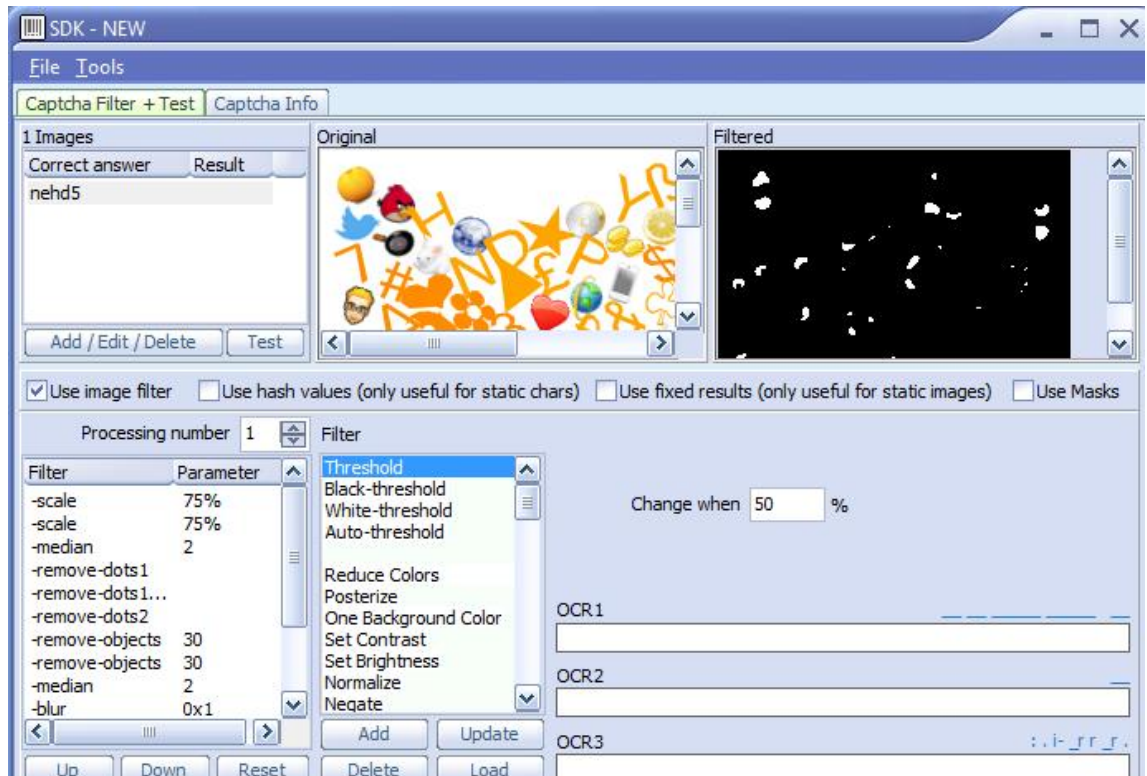 SDK - NEW
File Tools
Captcha Filter + Test Captcha Info
1 Images
Correct answer Result
nehd5
Add / Edit / Delete Test
Original
Filtered
Use image filter Use hash values (only useful for static chars) Use fixed results (only useful for static images) Use Masks
Processing number 1
Filter Parameter
-scale 75%
-scale 75%
-median 2
-remove-dots1
-remove-dots1...
-remove-dots2
-remove-objects 30
-remove-objects 30
-median 2
-blur 0x1
Up Down Reset
Filter
Threshold
Black-threshold
White-threshold
Auto-threshold
Reduce Colors
Posterize
One Background Color
Set Contrast
Set Brightness
Normalize
Negate
Add Update
Delete Load
Change when 50 %
OCR1
OCR2
OCR3